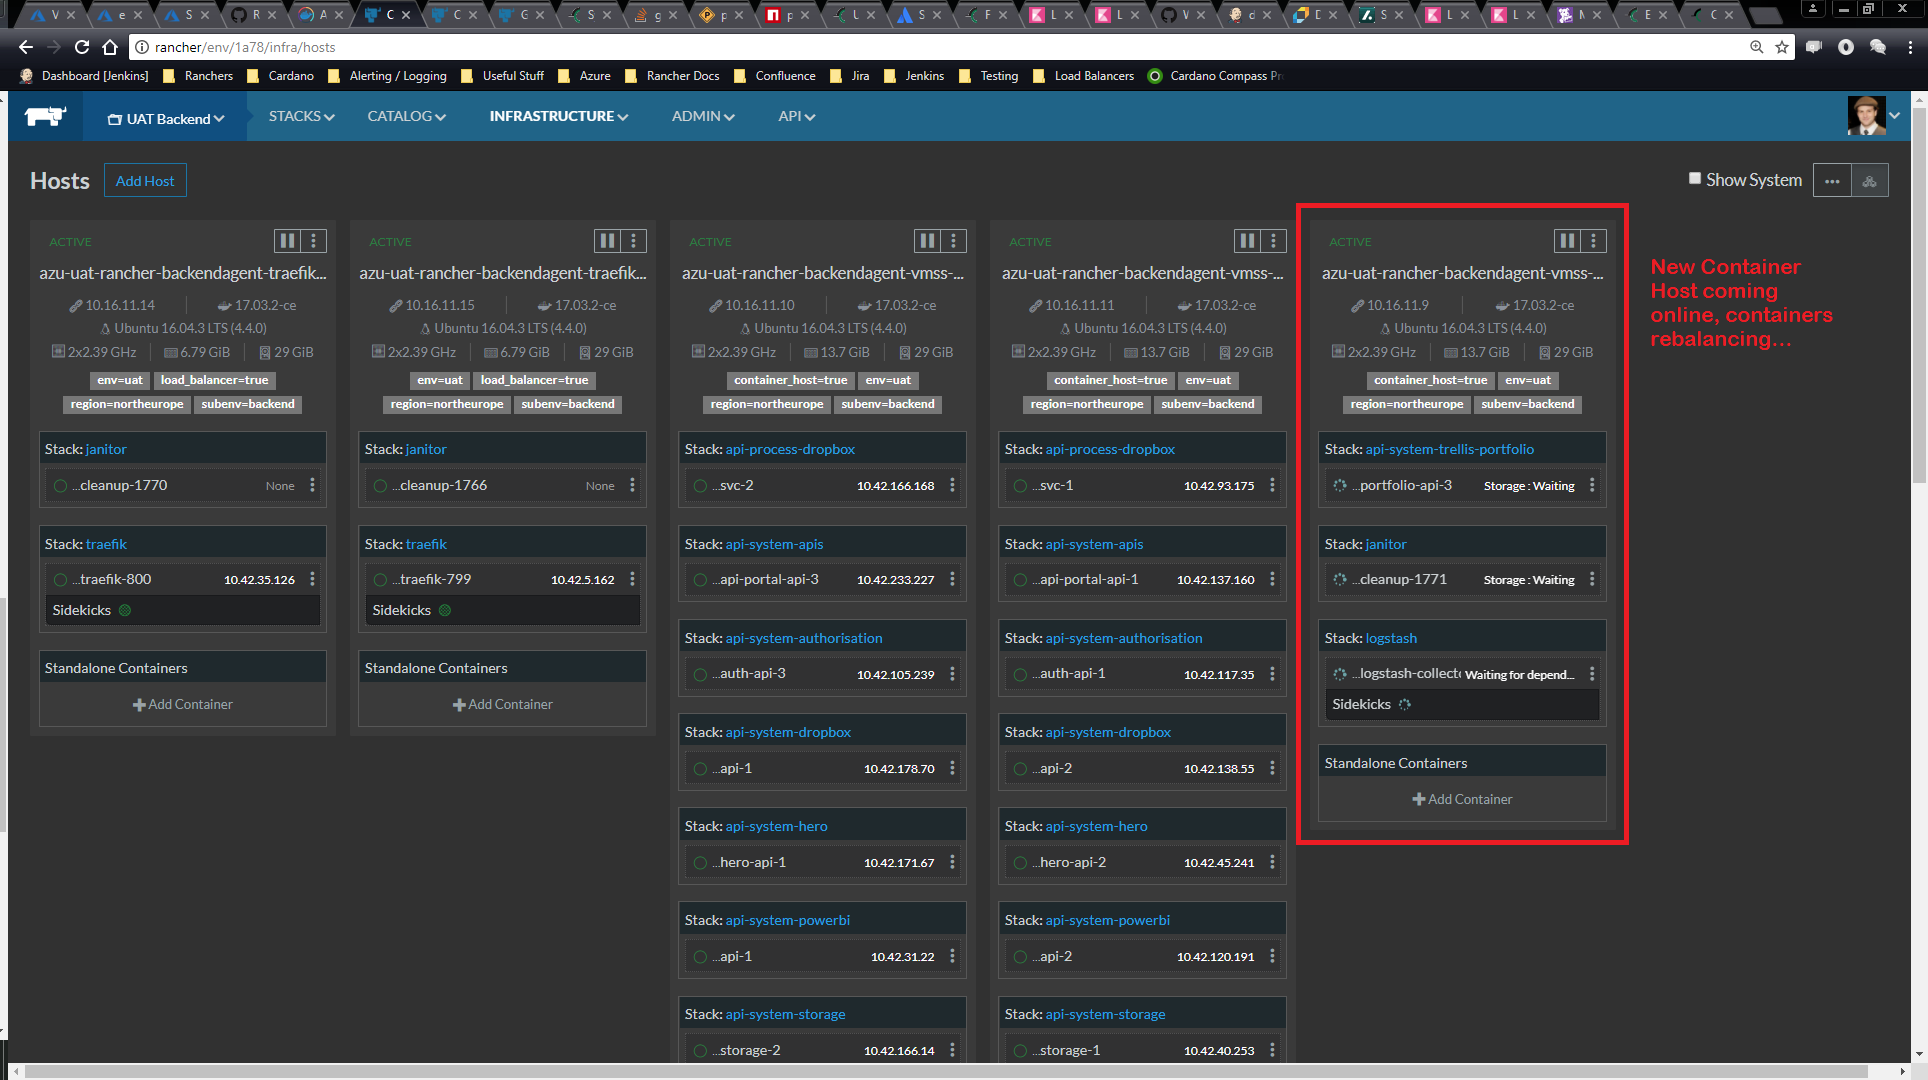 rancher/env/1a78/infra/hosts
Dashboard [Jenkins] Ranchers Cardano Alerting / Logging Useful Stuff Azure Rancher Docs Confluence Jira Jenkins Testing Load Balancers Cardano Compass
UAT Backend STACKS CATALOG INFRASTRUCTURE ADMIN API
Hosts Add Host Show System
ACTIVE
azu-uat-rancher-backendagent-traefik...
10.16.11.14 17.03.2-ce
Ubuntu 16.04.3 LTS (4.4.0)
2x2.39 GHz 6.79 GiB 29 GiB
env=uat load_balancer=true
region=northeurope subenv=backend
Stack: janitor
...cleanup-1770 None
Stack: traefik
...traefik-800 10.42.35.126
Sidekicks
Standalone Containers
Add Container
ACTIVE
azu-uat-rancher-backendagent-traefik...
10.16.11.15 17.03.2-ce
Ubuntu 16.04.3 LTS (4.4.0)
2x2.39 GHz 6.79 GiB 29 GiB
env=uat load_balancer=true
region=northeurope subenv=backend
Stack: janitor
...cleanup-1766 None
Stack: traefik
...traefik-799 10.42.5.162
Sidekicks
Standalone Containers
Add Container
ACTIVE
azu-uat-rancher-backendagent-vmss-...
10.16.11.10 17.03.2-ce
Ubuntu 16.04.3 LTS (4.4.0)
2x2.39 GHz 13.7 GiB 29 GiB
container_host=true env=uat
region=northeurope subenv=backend
Stack: api-process-dropbox
...svc-2 10.42.166.168
Stack: api-system-apis
...api-portal-api-3 10.42.233.227
Stack: api-system-authorisation
...auth-api-3 10.42.105.239
Stack: api-system-dropbox
...api-1 10.42.178.70
Stack: api-system-hero
...hero-api-1 10.42.171.67
Stack: api-system-powerbi
...api-1 10.42.31.22
Stack: api-system-storage
...storage-2 10.42.166.14
ACTIVE
azu-uat-rancher-backendagent-vmss-...
10.16.11.11 17.03.2-ce
Ubuntu 16.04.3 LTS (4.4.0)
2x2.39 GHz 13.7 GiB 29 GiB
container_host=true env=uat
region=northeurope subenv=backend
Stack: api-process-dropbox
...svc-1 10.42.93.175
Stack: api-system-apis
...api-portal-api-1 10.42.137.160
Stack: api-system-authorisation
...auth-api-1 10.42.117.35
Stack: api-system-dropbox
...api-2 10.42.138.55
Stack: api-system-hero
...hero-api-2 10.42.45.241
Stack: api-system-powerbi
...api-2 10.42.120.191
Stack: api-system-storage
...storage-1 10.42.40.253
ACTIVE
azu-uat-rancher-backendagent-vmss-...
10.16.11.9 17.03.2-ce
Ubuntu 16.04.3 LTS (4.4.0)
2x2.39 GHz 13.7 GiB 29 GiB
container_host=true env=uat
region=northeurope subenv=backend
Stack: api-system-trellis-portfolio
...portfolio-api-3 Storage : Waiting
Stack: janitor
...cleanup-1771 Storage : Waiting
Stack: logstash
...logstash-collect Waiting for depend...
Sidekicks
Standalone Containers
Add Container
New Container
Host coming
online, containers
rebalancing...